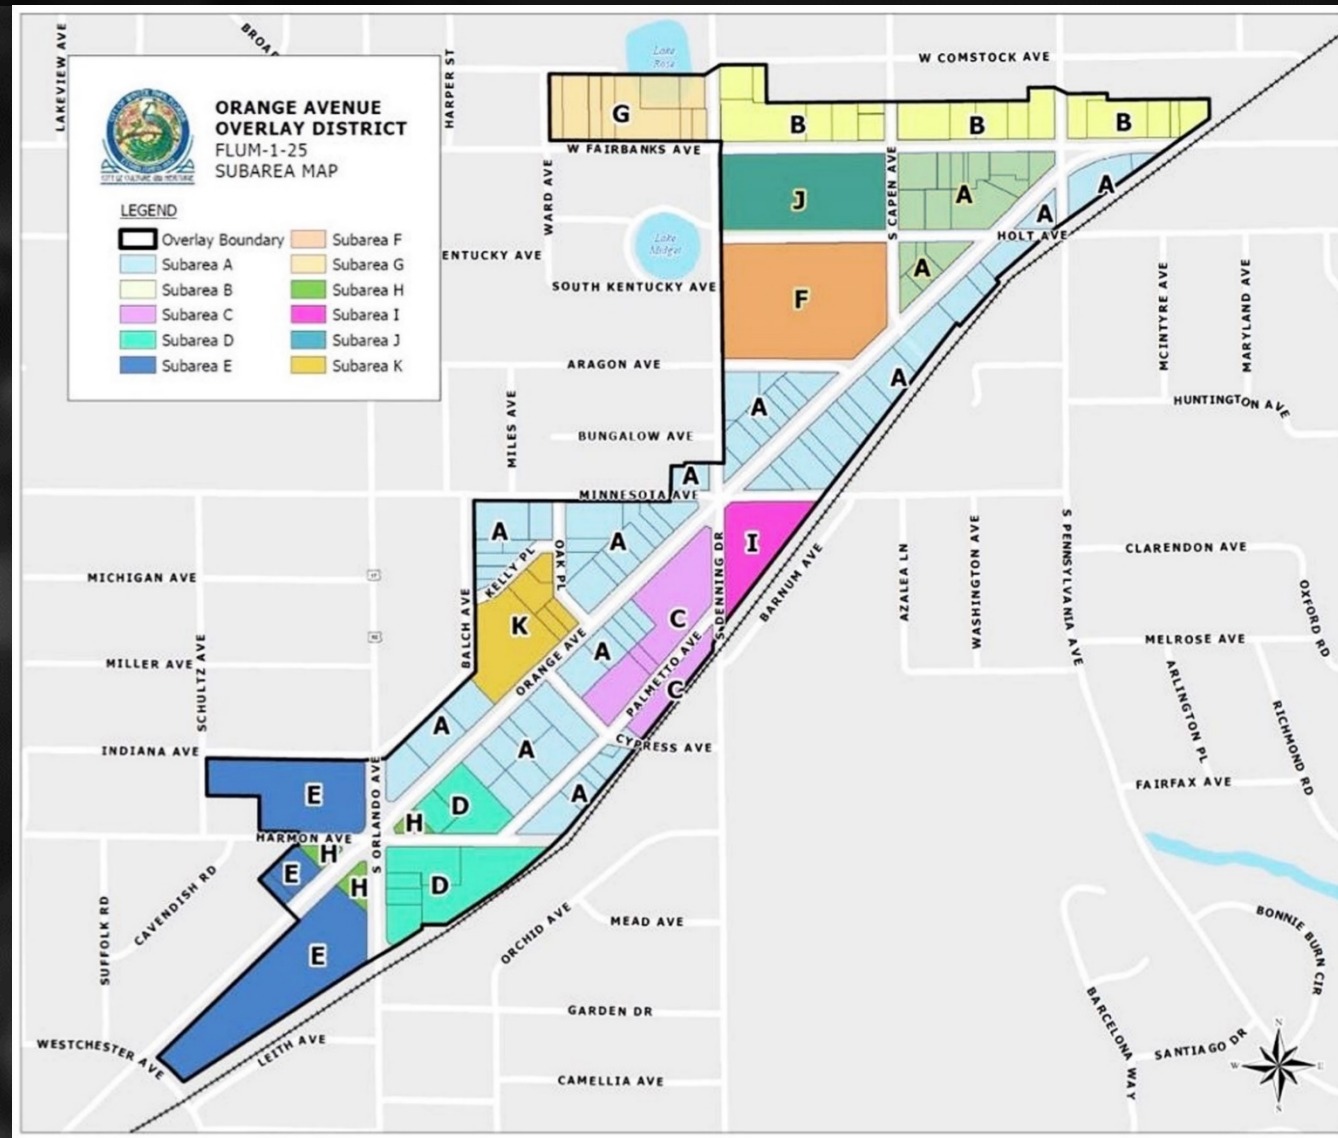 LAKEVIEW AVE
HARPER ST
Lake
Rose
W COMSTOCK AVE
ORANGE AVENUE
OVERLAY DISTRICT
FLUM-1-25
SUBAREA MAP
LEGEND
Overlay Boundary
Subarea A
Subarea B
Subarea C
Subarea D
Subarea E
Subarea F
Subarea G
Subarea H
Subarea I
Subarea J
Subarea K
G
B
B
B
W FAIRBANKS AVE
WARD AVE
S CAPEN AVE
J
A
A
A
HOLT AVE
Lake
Midget
ENTUCKY AVE
SOUTH KENTUCKY AVE
A
F
MCINTYRE AVE
MARYLAND AVE
ARAGON AVE
A
A
HUNTINGTON AVE
MILES AVE
BUNGALOW AVE
A
MINNESOTA AVE
A
A
KELLY PL
OAK PL
I
S DENNING DR
BARNUM AVE
AZALEA LN
WASHINGTON AVE
S PENNSYLVANIA AVE
CLARENDON AVE
OXFORD RD
MICHIGAN AVE
BALCH AVE
K
C
A
ORANGE AVE
PALMETTO AVE
C
MELROSE AVE
ARLINGTON PL
RICHMOND RD
MILLER AVE
SCHULTZ AVE
A
A
CYPRESS AVE
INDIANA AVE
FAIRFAX AVE
E
S ORLANDO AVE
D
A
H
HARMON AVE
H
E
H
D
CAVENDISH RD
SUFFOLK RD
MEAD AVE
ORCHID AVE
BONNIE BURN CIR
E
GARDEN DR
BARCELONA WAY
SANTIAGO DR
WESTCHESTER AVE
LEITH AVE
CAMELLIA AVE
N
W
E
S